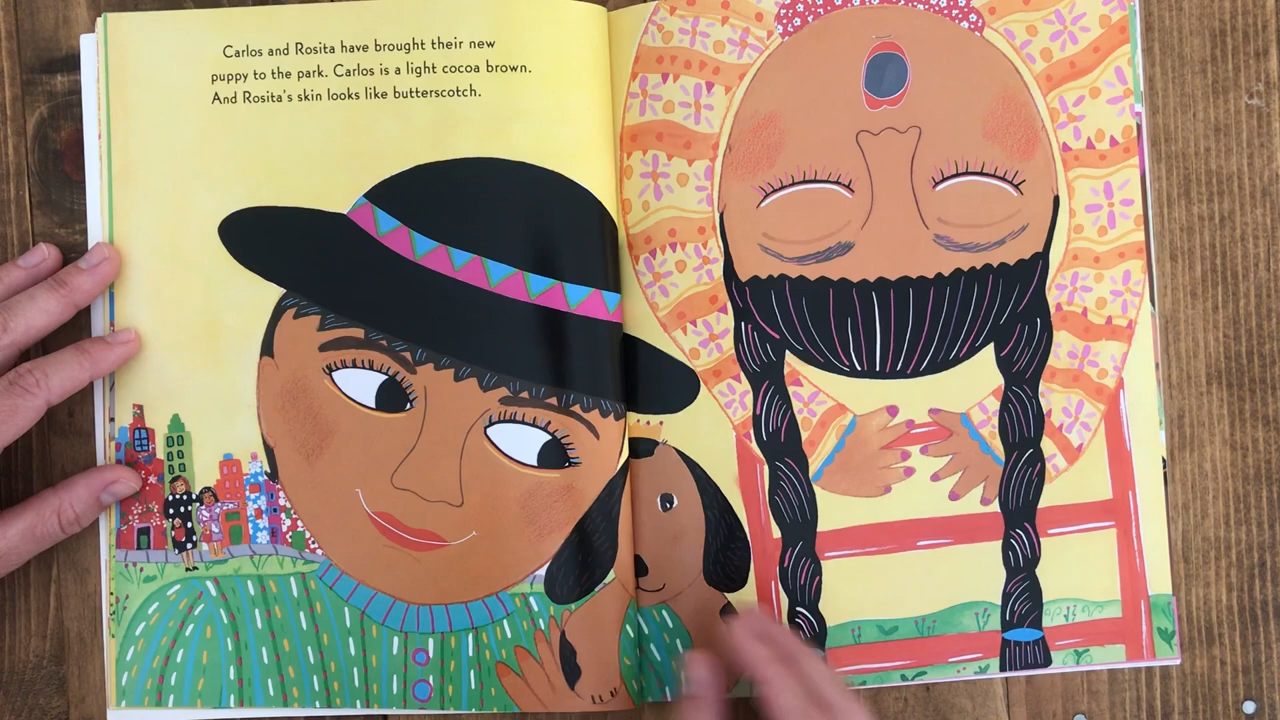 Carlos and Rosita have brought their new
puppy to the park. Carlos is a light cocoa brown.
And Rosita's skin looks like butterscotch.